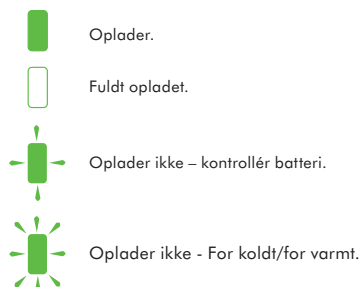 Oplader.
Fuldt opladet.
Oplader ikke – kontrollér batteri.
Oplader ikke - For koldt/for varmt.